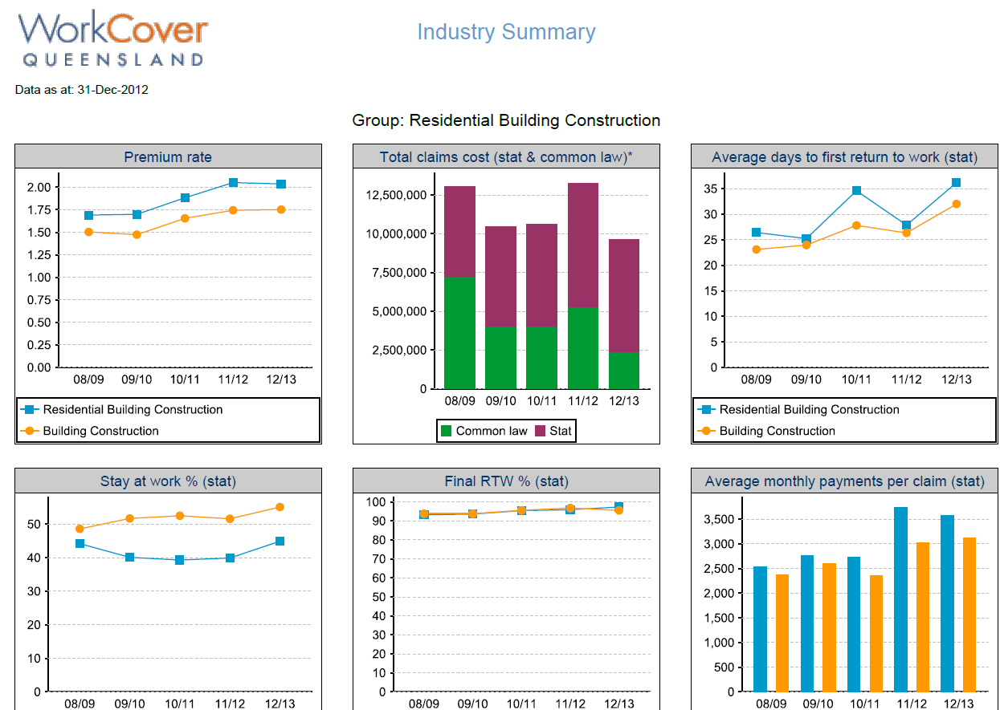 WorkCover
QUEENSLAND
Industry Summary
Data as at: 31-Dec-2012
Group: Residential Building Construction
Premium rate
2.00
1.75
1.50
1.25
1.00
0.75
0.50
0.25
0.00
08/09 09/10 10/11 11/12 12/13
Residential Building Construction
Building Construction
Total claims cost (stat & common law)*
12,500,000
10,000,000
7,500,000
5,000,000
2,500,000
0
08/09 09/10 10/11 11/12 12/13
Common law Stat
Average days to first return to work (stat)
35
30
25
20
15
10
5
0
08/09 09/10 10/11 11/12 12/13
Residential Building Construction
Building Construction
Stay at work % (stat)
50
40
30
20
10
0
08/09 09/10 10/11 11/12 12/13
Final RTW % (stat)
100
90
80
70
60
50
40
30
20
10
0
08/09 09/10 10/11 11/12 12/13
Average monthly payments per claim (stat)
3,500
3,000
2,500
2,000
1,500
1,000
500
0
08/09 09/10 10/11 11/12 12/13